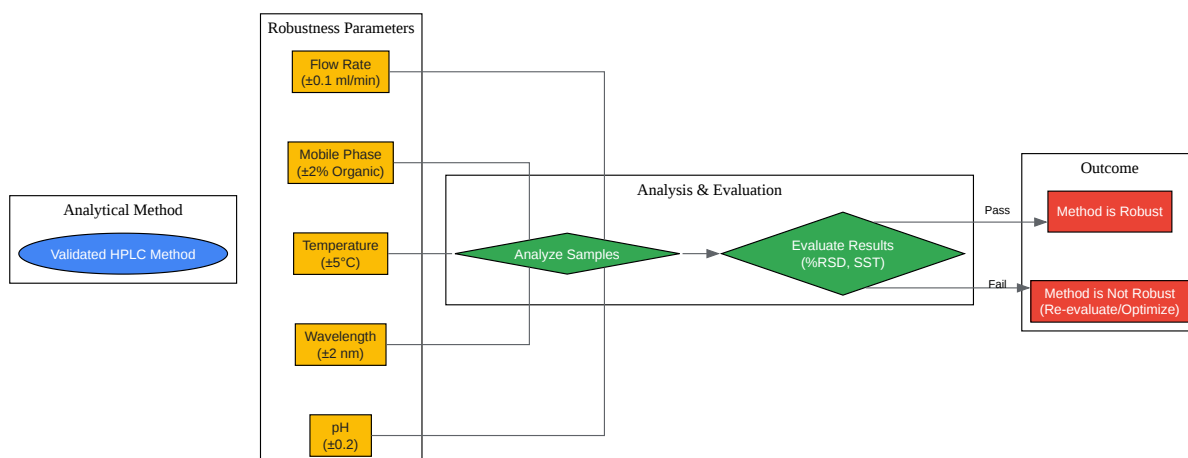 Analytical Method
Validated HPLC Method
Robustness Parameters
Flow Rate
(±0.1 ml/min)
Mobile Phase
(±2% Organic)
Temperature
(±5°C)
Wavelength
(±2 nm)
pH
(±0.2)
Analysis & Evaluation
Analyze Samples
Evaluate Results
(%RSD, SST)
Pass
Fail
Outcome
Method is Robust
Method is Not Robust
(Re-evaluate/Optimize)